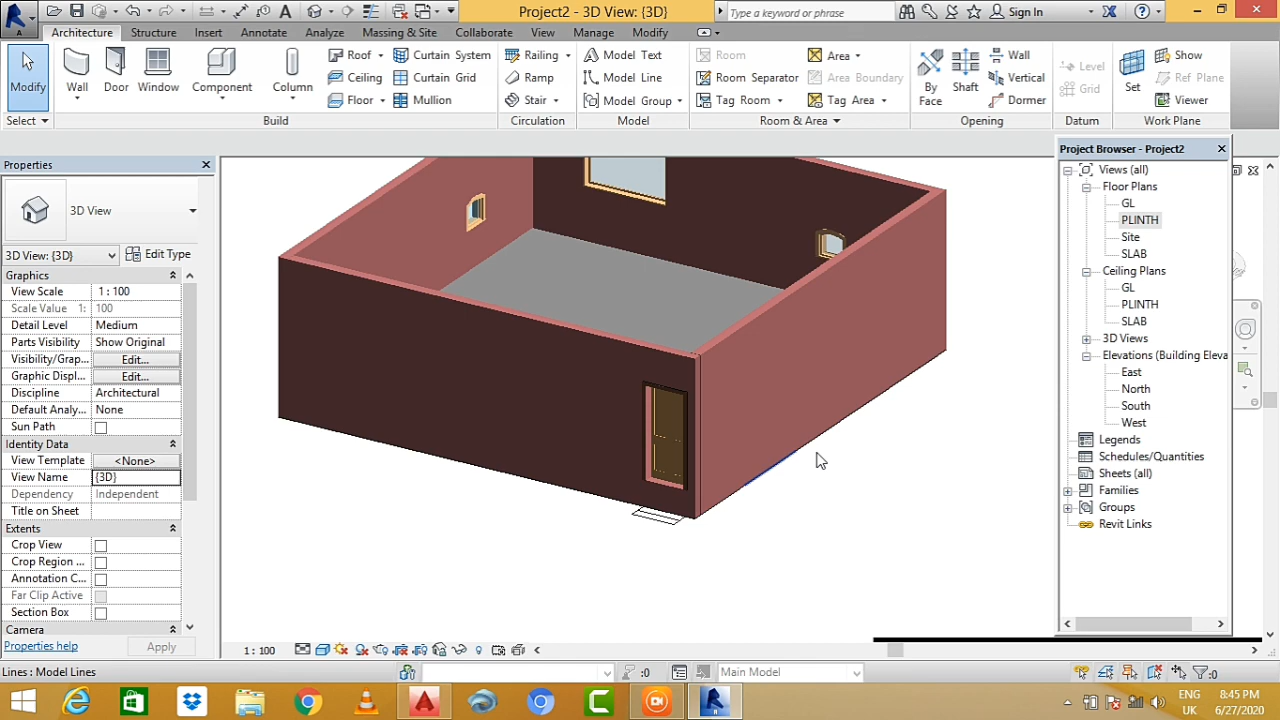 Project2 - 3D View: {3D}
Type a keyword or phrase
Sign In
Architecture
Structure
Insert
Annotate
Analyze
Massing & Site
Collaborate
View
Manage
Modify
Modify
Wall
Door
Window
Component
Column
Roof
Ceiling
Floor
Curtain System
Curtain Grid
Mullion
Railing
Ramp
Stair
Model Text
Model Line
Model Group
Room
Room Separator
Tag Room
Area
Area Boundary
Tag Area
By Face
Shaft
Wall
Vertical
Dormer
Level
Grid
Set
Show
Ref Plane
Viewer
Select
Build
Circulation
Model
Room & Area
Opening
Datum
Work Plane
Properties
3D View
3D View: {3D}
Edit Type
Graphics
View Scale 1 : 100
Scale Value 1: 100
Detail Level Medium
Parts Visibility Show Original
Visibility/Grap... Edit...
Graphic Displ... Edit...
Discipline Architectural
Default Analy... None
Sun Path
Identity Data
View Template <None>
View Name {3D}
Dependency Independent
Title on Sheet
Extents
Crop View
Crop Region ...
Annotation C...
Far Clip Active
Section Box
Camera
Properties help
Apply
Project Browser - Project2
Views (all)
Floor Plans
GL
PLINTH
Site
SLAB
Ceiling Plans
GL
PLINTH
SLAB
3D Views
Elevations (Building Eleva
East
North
South
West
Legends
Schedules/Quantities
Sheets (all)
Families
Groups
Revit Links
1 : 100
Lines : Model Lines
:0
Main Model
:0
ENG
UK
8:45 PM
6/27/2020